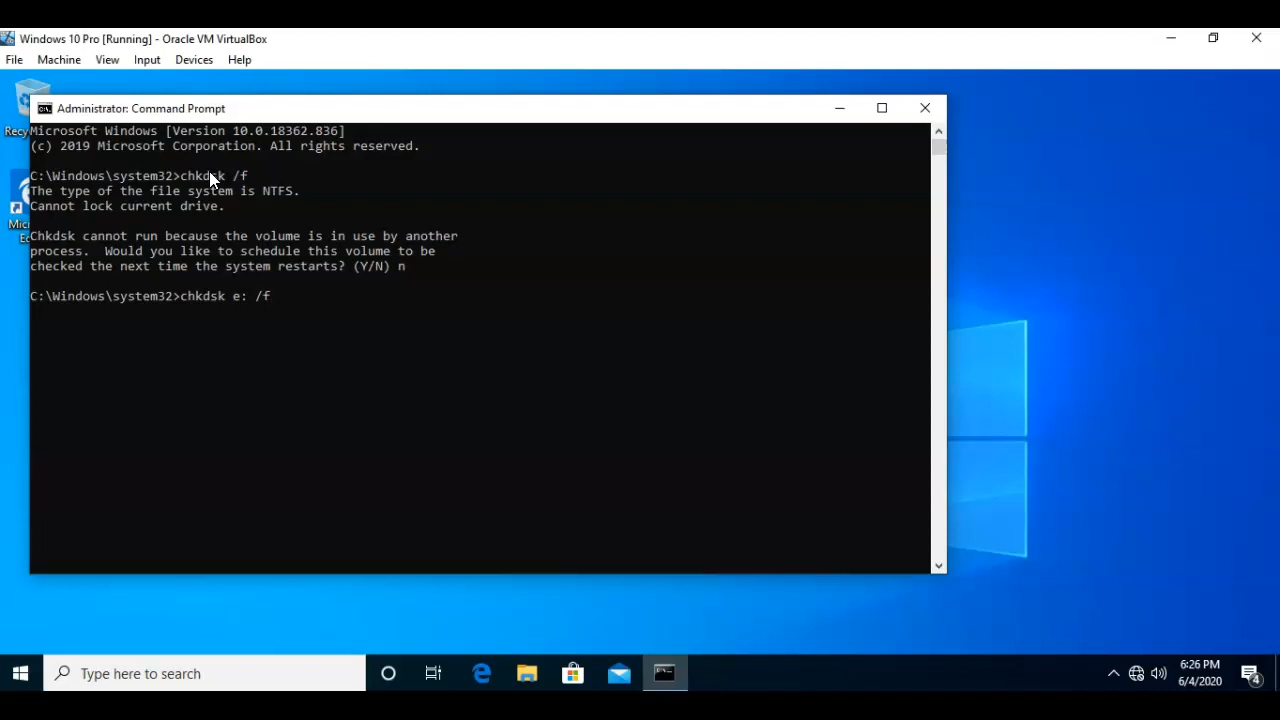 Windows 10 Pro [Running] - Oracle VM VirtualBox
File Machine View Input Devices Help
Administrator: Command Prompt
Microsoft Windows [Version 10.0.18362.836]
(c) 2019 Microsoft Corporation. All rights reserved.
C:\Windows\system32>chkdsk /f
The type of the file system is NTFS.
Cannot lock current drive.
Chkdsk cannot run because the volume is in use by another
process.  Would you like to schedule this volume to be
checked the next time the system restarts? (Y/N) n
C:\Windows\system32>chkdsk e: /f
Type here to search
6:26 PM
6/4/2020
4